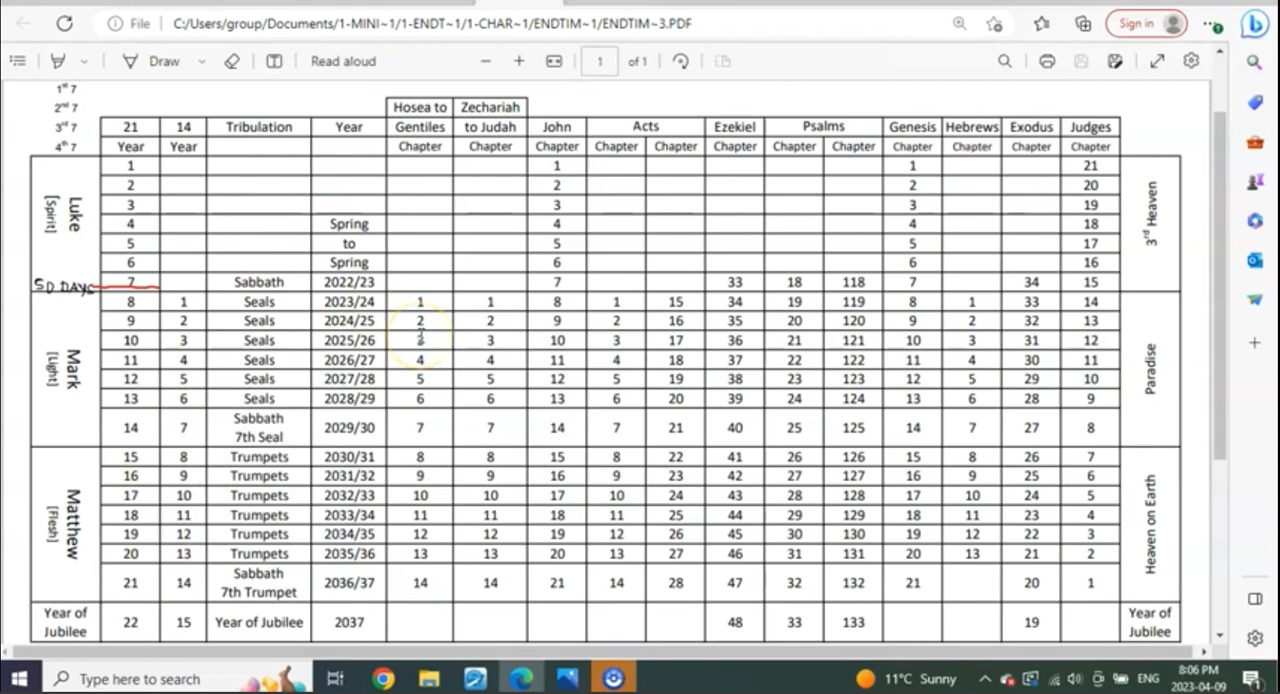 File C:/Users/group/Documents/1-MINI~1/1-ENDT~1/1-CHAR~1/ENDTIM~1/ENDTIM~3.PDF Sign in
Draw Read aloud 1 of 1
1st 7
2nd 7 Hosea to Zechariah
3rd 7 21 14 Tribulation Year Gentiles to Judah John Acts Ezekiel Psalms Genesis Hebrews Exodus Judges
4th 7 Year Year Chapter Chapter Chapter Chapter Chapter Chapter Chapter Chapter Chapter Chapter Chapter Chapter
Luke
[Spirit]
3rd Heaven
1 1 1 21
2 2 2 20
3 3 3 19
4 Spring 4 4 18
5 to 5 5 17
6 Spring 6 6 16
50 DAYS 7 Sabbath 2022/23 7 33 18 118 7 34 15
Mark
[Light]
Paradise
8 1 Seals 2023/24 1 1 8 1 15 34 19 119 8 1 33 14
9 2 Seals 2024/25 2 2 9 2 16 35 20 120 9 2 32 13
10 3 Seals 2025/26 3 3 10 3 17 36 21 121 10 3 31 12
11 4 Seals 2026/27 4 4 11 4 18 37 22 122 11 4 30 11
12 5 Seals 2027/28 5 5 12 5 19 38 23 123 12 5 29 10
13 6 Seals 2028/29 6 6 13 6 20 39 24 124 13 6 28 9
Sabbath
14 7 7th Seal 2029/30 7 7 14 7 21 40 25 125 14 7 27 8
Matthew
[Flesh]
Heaven on Earth
15 8 Trumpets 2030/31 8 8 15 8 22 41 26 126 15 8 26 7
16 9 Trumpets 2031/32 9 9 16 9 23 42 27 127 16 9 25 6
17 10 Trumpets 2032/33 10 10 17 10 24 43 28 128 17 10 24 5
18 11 Trumpets 2033/34 11 11 18 11 25 44 29 129 18 11 23 4
19 12 Trumpets 2034/35 12 12 19 12 26 45 30 130 19 12 22 3
20 13 Trumpets 2035/36 13 13 20 13 27 46 31 131 20 13 21 2
Sabbath
21 14 7th Trumpet 2036/37 14 14 21 14 28 47 32 132 21 20 1
Year of Jubilee 22 15 Year of Jubilee 2037 48 33 133 19 Year of Jubilee
Type here to search 11°C Sunny ENG 8:06 PM
2023-04-09